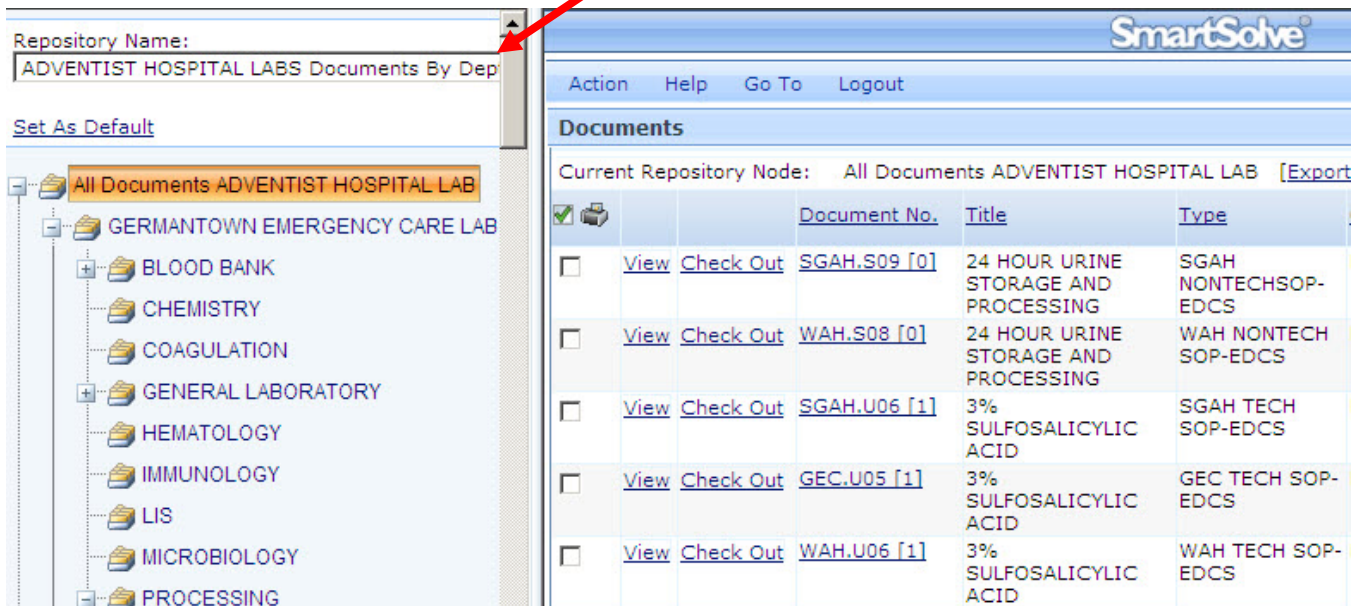 Repository Name:
ADVENTIST HOSPITAL LABS Documents By Dep
Set As Default
All Documents ADVENTIST HOSPITAL LAB
GERMANTOWN EMERGENCY CARE LAB
BLOOD BANK
CHEMISTRY
COAGULATION
GENERAL LABORATORY
HEMATOLOGY
IMMUNOLOGY
LIS
MICROBIOLOGY
PROCESSING
SmartSolve®
Action Help Go To Logout
Documents
Current Repository Node: All Documents ADVENTIST HOSPITAL LAB [Export
Document No. Title Type
View Check Out SGAH.S09 [0] 24 HOUR URINE SGAH
STORAGE AND NONTECHSOP-
PROCESSING EDCS
View Check Out WAH.S08 [0] 24 HOUR URINE WAH NONTECH
STORAGE AND SOP-EDCS
PROCESSING
View Check Out SGAH.U06 [1] 3% SGAH TECH
SULFOSALICYLIC SOP-EDCS
ACID
View Check Out GEC.U05 [1] 3% GEC TECH SOP-
SULFOSALICYLIC EDCS
ACID
View Check Out WAH.U06 [1] 3% WAH TECH SOP-
SULFOSALICYLIC EDCS
ACID